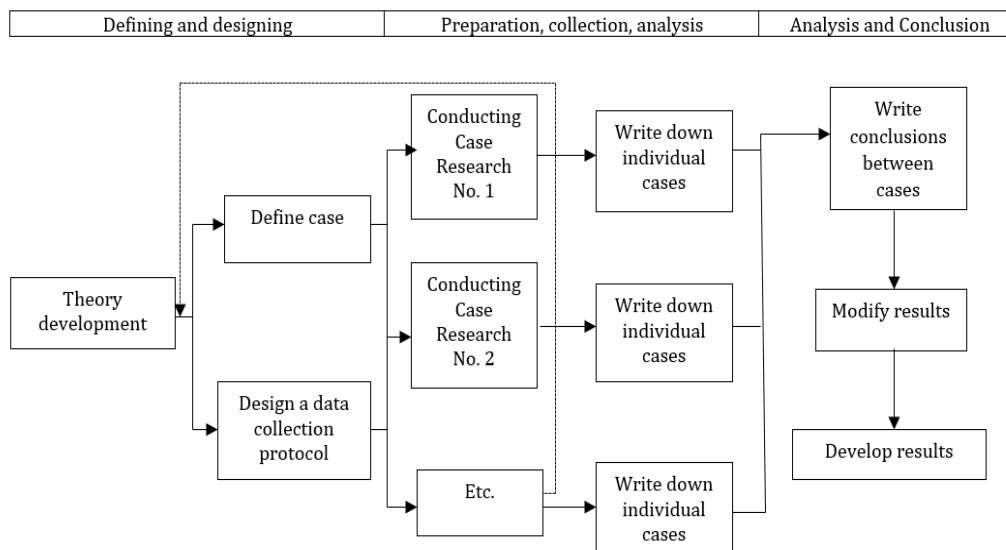 Defining and designing
Preparation, collection, analysis
Analysis and Conclusion
Theory
development
Define case
Design a data
collection
protocol
Conducting
Case
Research
No. 1
Conducting
Case
Research
No. 2
Etc.
Write down
individual
cases
Write down
individual
cases
Write down
individual
cases
Write
conclusions
between
cases
Modify results
Develop results